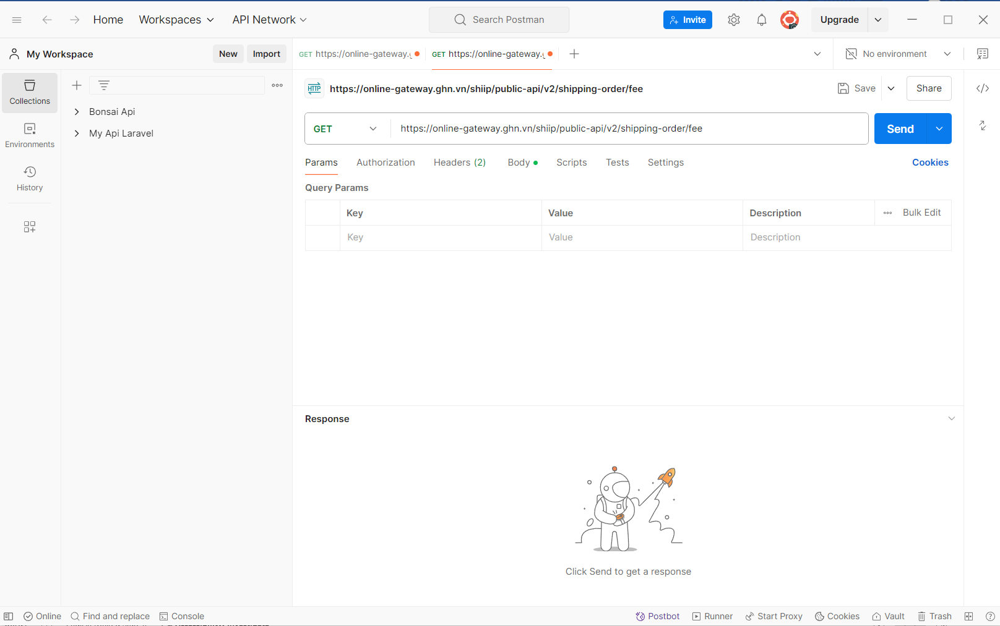 Home Workspaces API Network Search Postman Invite Upgrade
My Workspace New Import GET https://online-gateway.g GET https://online-gateway.g No environment
Collections
Environments
History
Bonsai Api
My Api Laravel
HTTP https://online-gateway.ghn.vn/shiip/public-api/v2/shipping-order/fee Save Share
GET https://online-gateway.ghn.vn/shiip/public-api/v2/shipping-order/fee Send
Params Authorization Headers (2) Body Scripts Tests Settings Cookies
Query Params
Key Value Description Bulk Edit
Key Value Description
Response
Click Send to get a response
Online Find and replace Console Postbot Runner Start Proxy Cookies Vault Trash